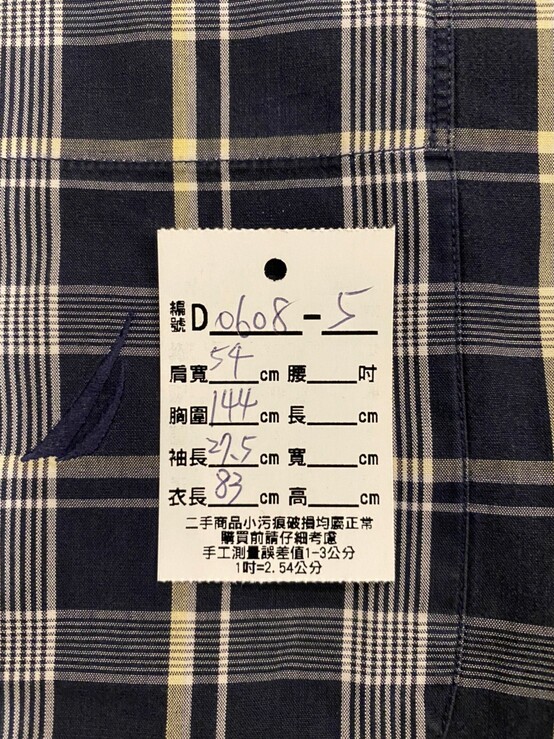 編號D 0608-5
肩寬54cm 腰____吋
胸圍144cm 長____cm
袖長27.5cm 寬____cm
衣長83cm 高____cm
二手商品小污痕破損均屬正常
購買前請仔細考慮
手工測量誤差值1-3公分
1吋=2.54公分